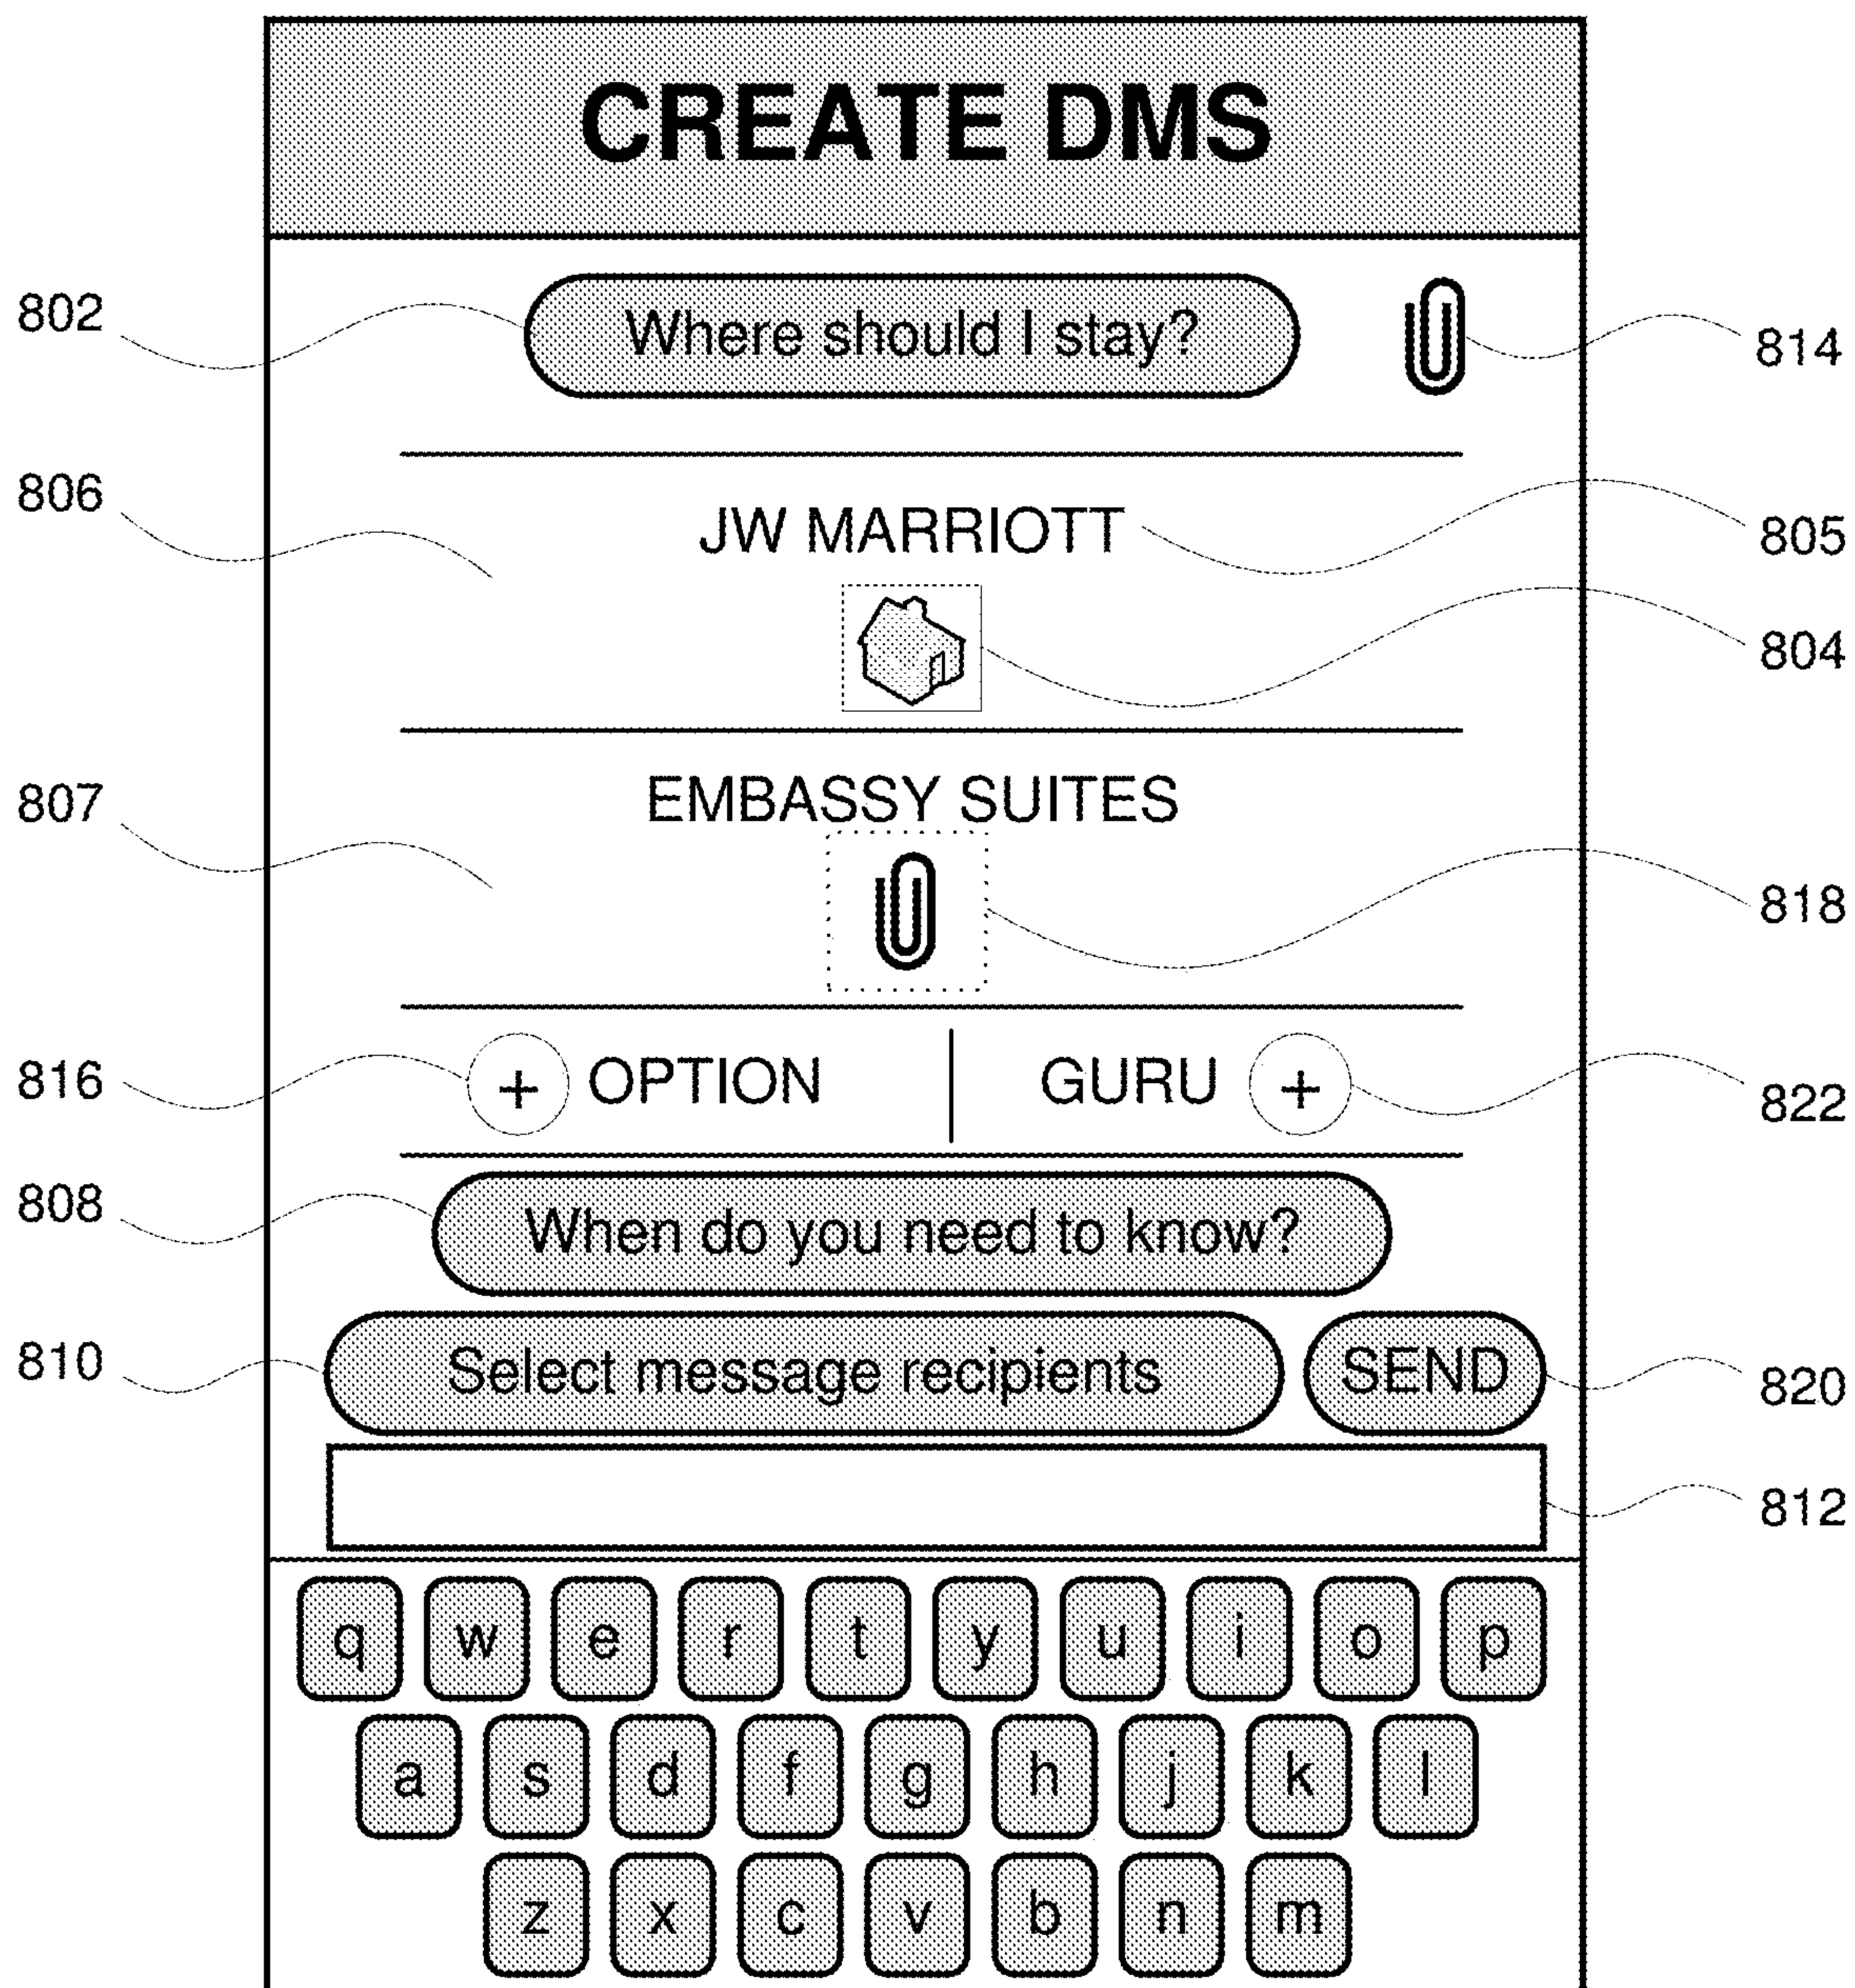 CREATE DMS
802
Where should I stay?
814
806
JW MARRIOTT
805
804
807
EMBASSY SUITES
818
816
+ OPTION
GURU +
822
808
When do you need to know?
810
Select message recipients
SEND
820
812
q w e r t y u i o p
a s d f g h j k l
z x c v b n m